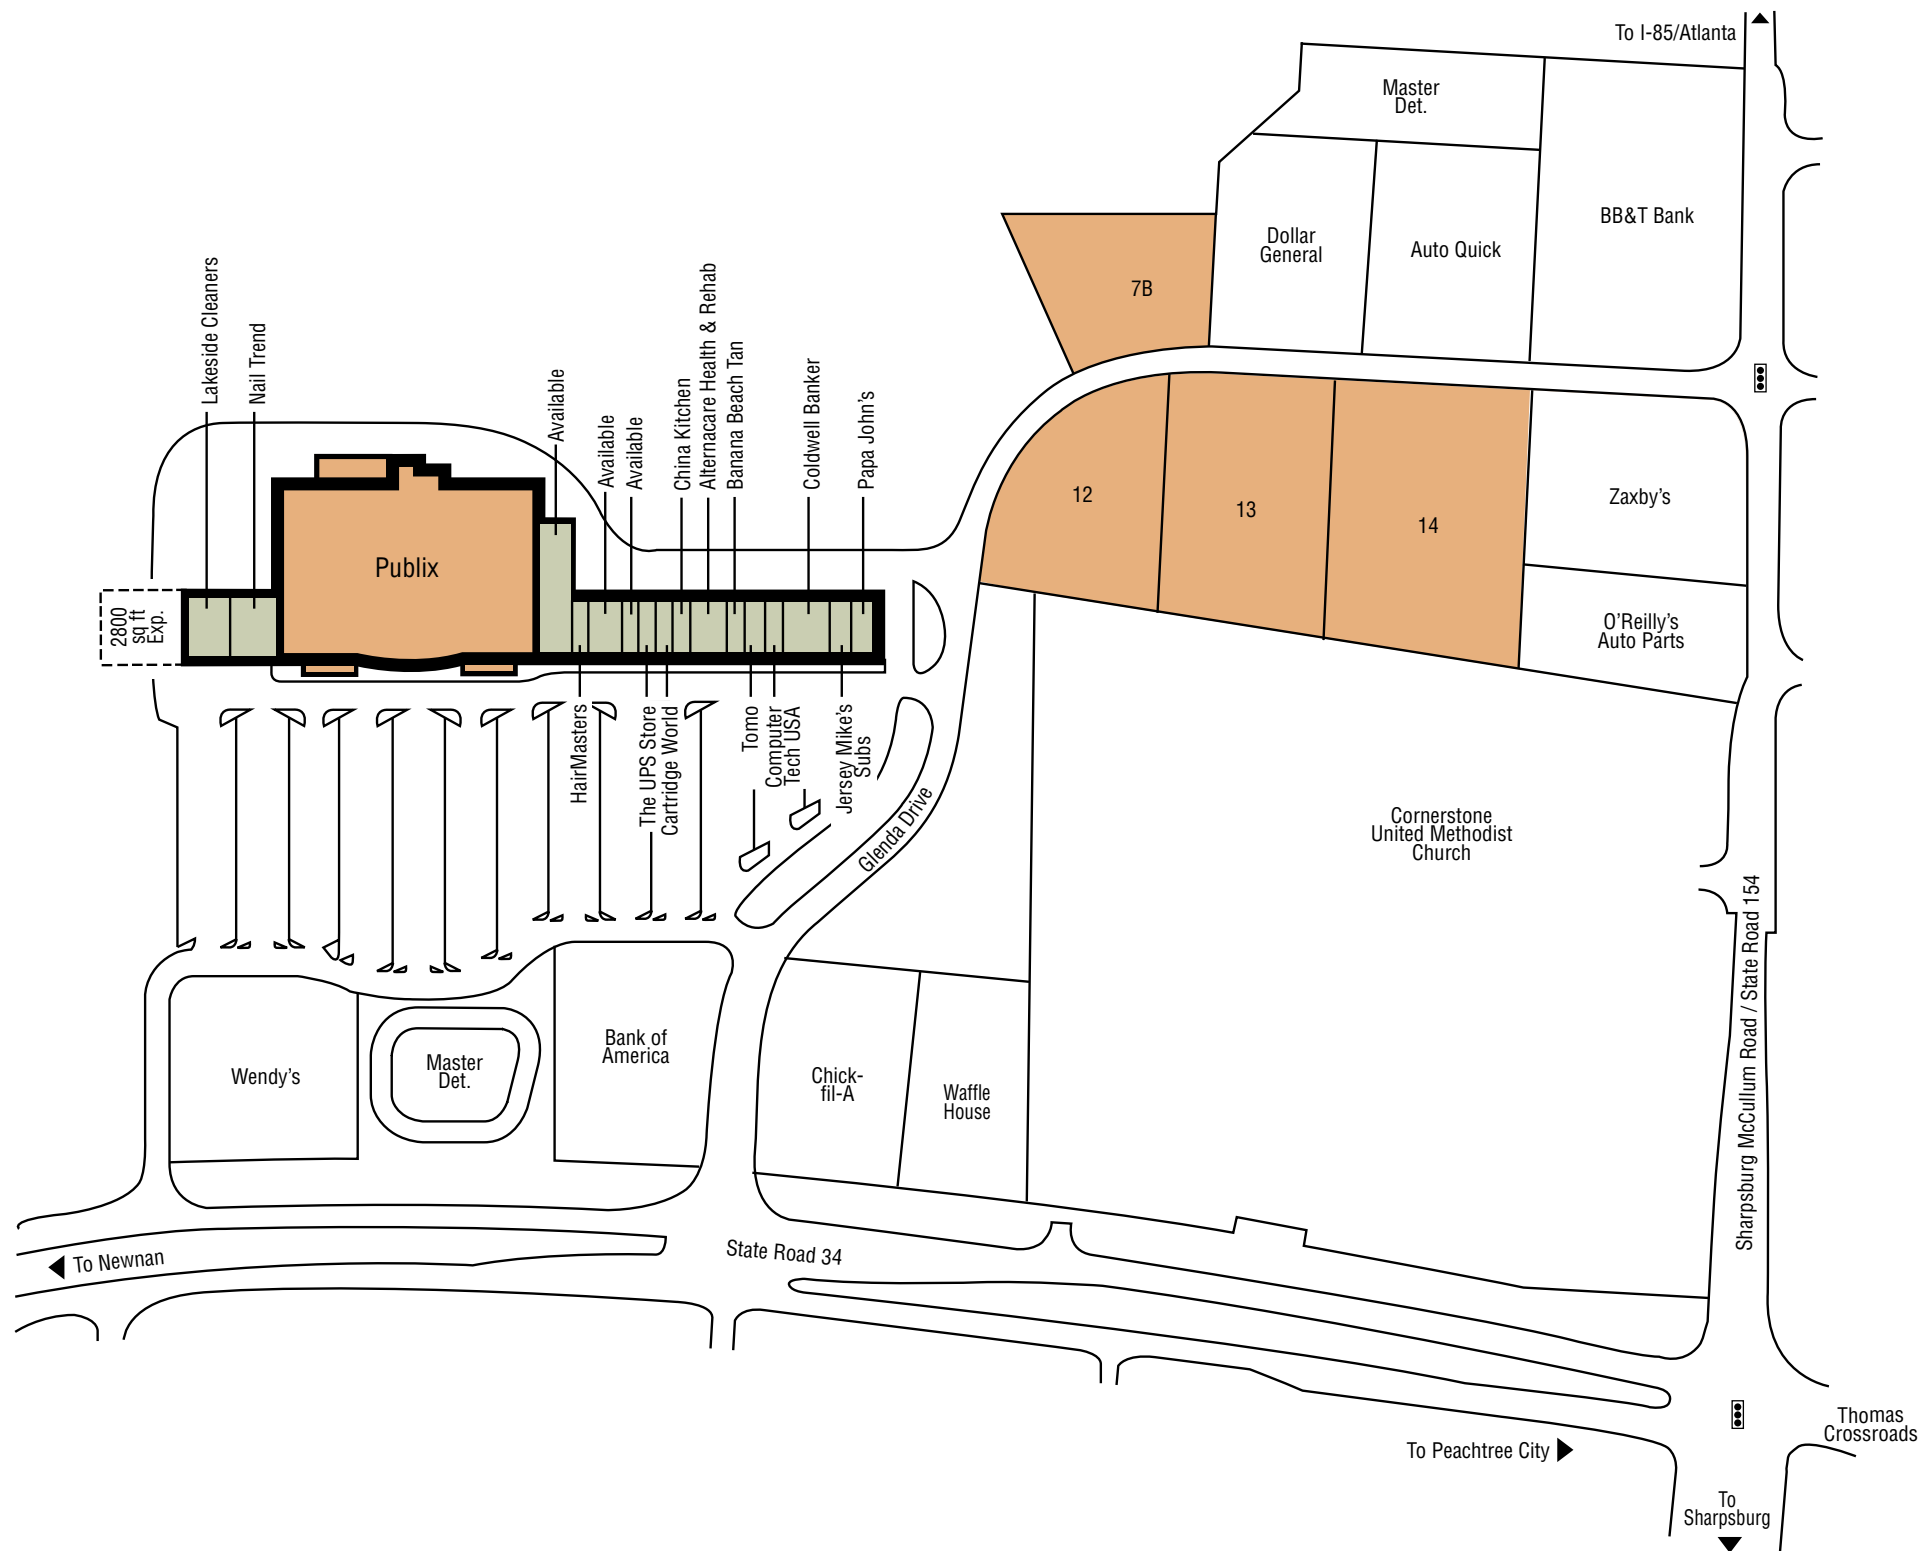 To I-85/Atlanta
Master
Det.
BB&T Bank
Dollar
General
Auto Quick
7B
Lakeside Cleaners
Nail Trend
Available
Available
Available
China Kitchen
Alternacare Health & Rehab
Banana Beach Tan
Coldwell Banker
Papa John's
12
13
14
Zaxby's
Publix
2800
sq ft
Exp.
O'Reilly's
Auto Parts
HairMasters
The UPS Store
Cartridge World
Tomo
Computer
Tech USA
Jersey Mike's
Subs
Glenda Drive
Cornerstone
United Methodist
Church
Sharpsburg McCullum Road / State Road 154
Wendy's
Master
Det.
Bank of
America
Chick-
fil-A
Waffle
House
To Newnan
State Road 34
To Peachtree City
Thomas
Crossroads
To
Sharpsburg